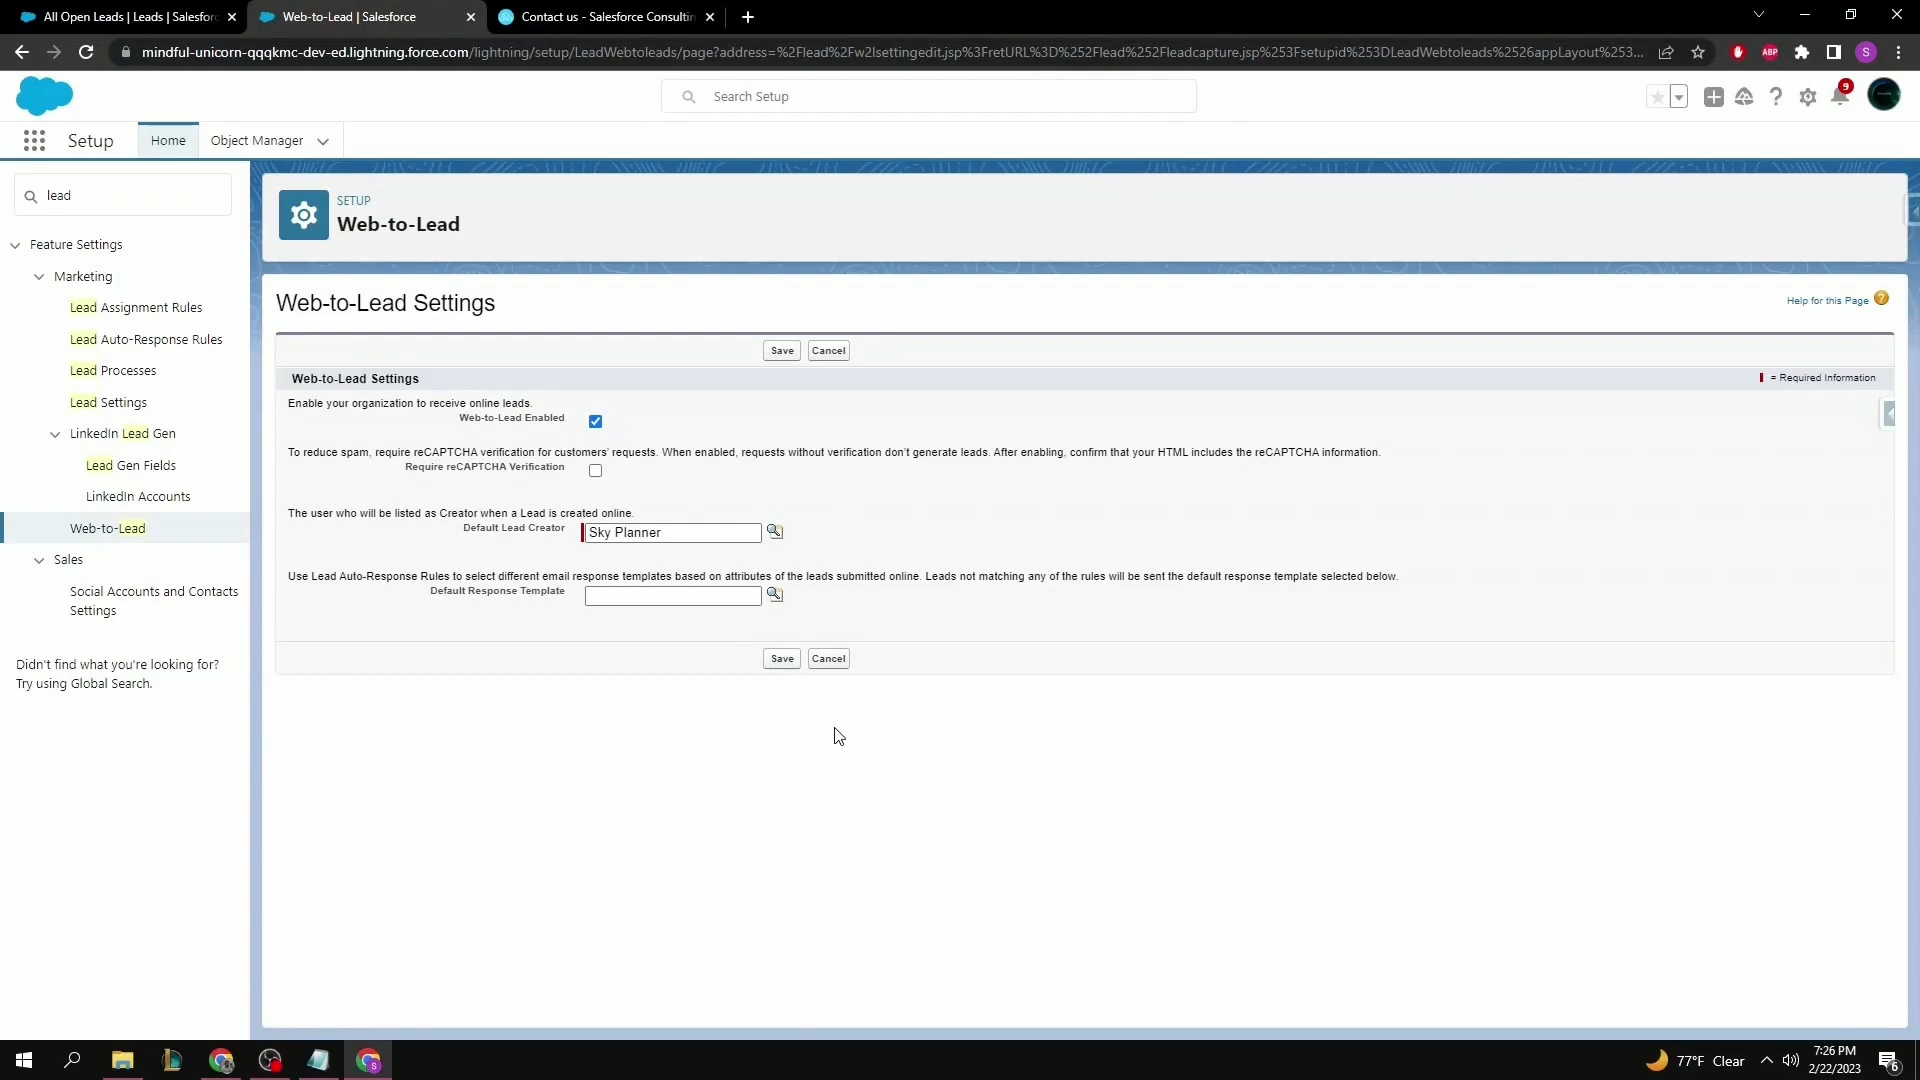 All Open Leads | Leads | Salesforc
Web-to-Lead | Salesforce
Contact us - Salesforce Consultin
mindful-unicorn-qqqkmc-dev-ed.lightning.force.com/lightning/setup/LeadWebtoleads/page?address=%2Flead%2Fw2lsettingedit.jsp%3FretURL%3D%252Flead%252Fleadcapture.jsp%253Fsetupid%253DLeadWebtoleads%2526appLayout%253...
ABP
S
Search Setup
9
Setup
Home
Object Manager
lead
Feature Settings
Marketing
Lead Assignment Rules
Lead Auto-Response Rules
Lead Processes
Lead Settings
LinkedIn Lead Gen
Lead Gen Fields
LinkedIn Accounts
Web-to-Lead
Sales
Social Accounts and Contacts
Settings
Didn't find what you're looking for?
Try using Global Search.
SETUP
Web-to-Lead
Web-to-Lead Settings
Help for this Page ?
Save
Cancel
Web-to-Lead Settings
= Required Information
Enable your organization to receive online leads.
Web-to-Lead Enabled
To reduce spam, require reCAPTCHA verification for customers' requests. When enabled, requests without verification don't generate leads. After enabling, confirm that your HTML includes the reCAPTCHA information.
Require reCAPTCHA Verification
The user who will be listed as Creator when a Lead is created online.
Default Lead Creator
Sky Planner
Use Lead Auto-Response Rules to select different email response templates based on attributes of the leads submitted online. Leads not matching any of the rules will be sent the default response template selected below.
Default Response Template
Save
Cancel
S
77°F Clear
7:26 PM
2/22/2023
6